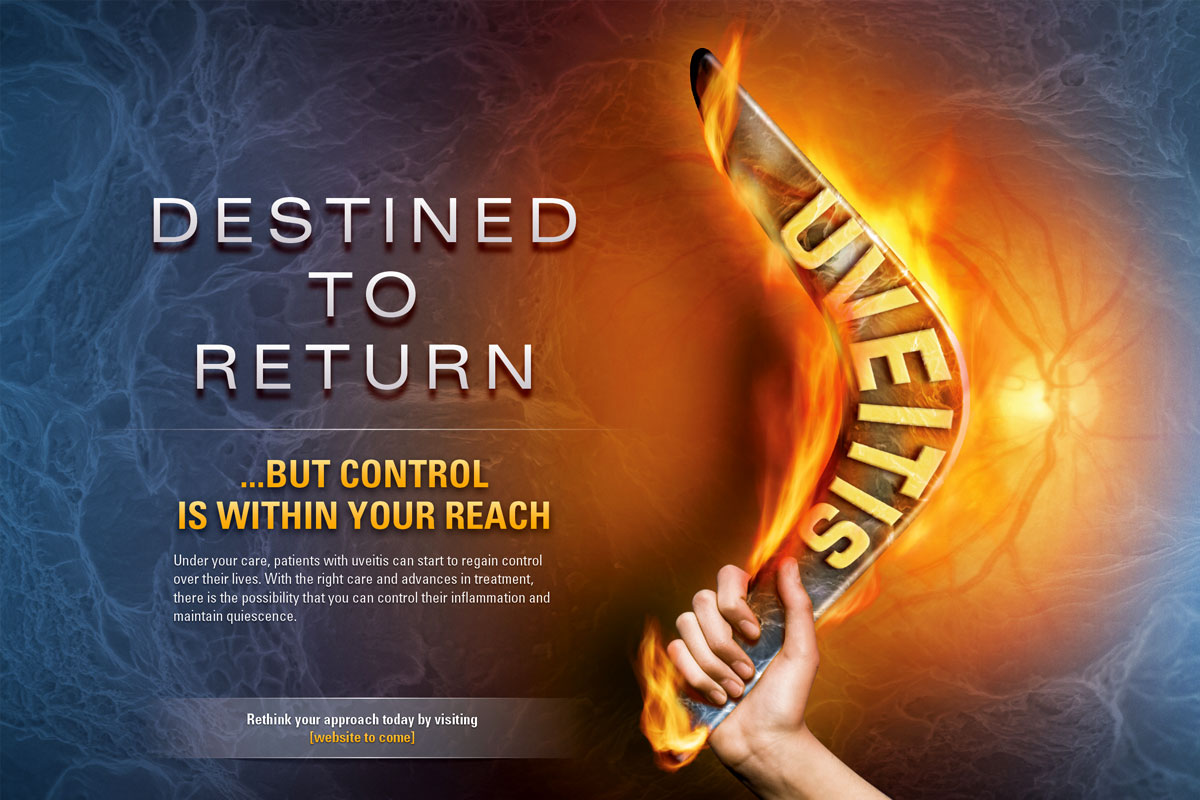 DESTINED
TO
RETURN
...BUT CONTROL
IS WITHIN YOUR REACH
Under your care, patients with uveitis can start to regain control
over their lives. With the right care and advances in treatment,
there is the possibility that you can control their inflammation and
maintain quiescence.
Rethink your approach today by visiting
[website to come]
UVEITIS